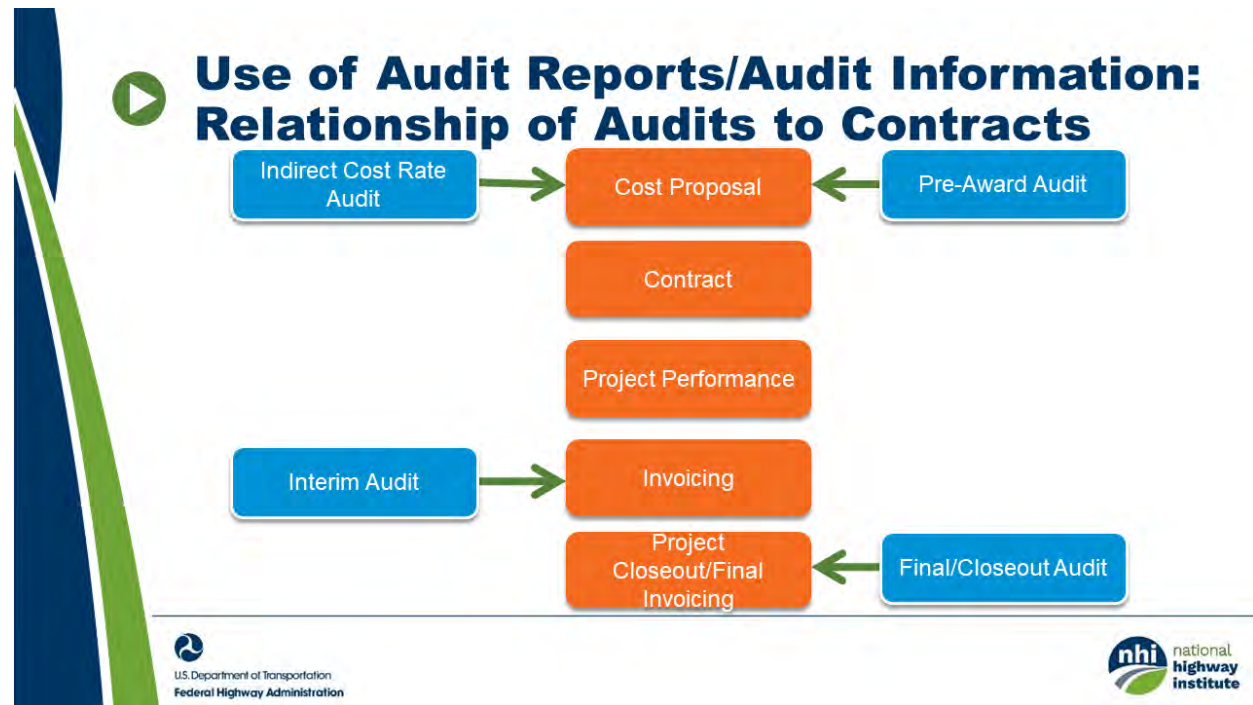 Use of Audit Reports/Audit Information:
Relationship of Audits to Contracts
Indirect Cost Rate
Audit
Cost Proposal
Pre-Award Audit
Contract
Project Performance
Interim Audit
Invoicing
Project
Closeout/Final
Invoicing
Final/Closeout Audit
U.S. Department of Transportation
Federal Highway Administration
nhi
national
highway
institute